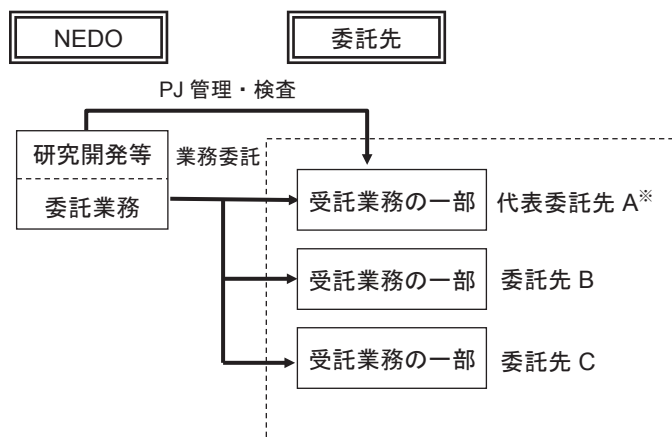 NEDO
委託先
PJ 管理・検査
研究開発等
業務委託
委託業務
受託業務の一部
代表委託先 A※
受託業務の一部
委託先 B
受託業務の一部
委託先 C